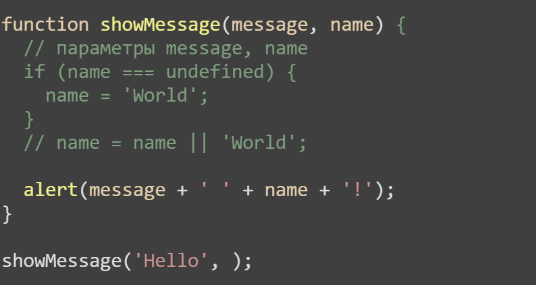 function showMessage(message, name) {
  // параметры message, name
  if (name === undefined) {
    name = 'World';
  }
  // name = name || 'World';

  alert(message + ' ' + name + '!');
}

showMessage('Hello', );